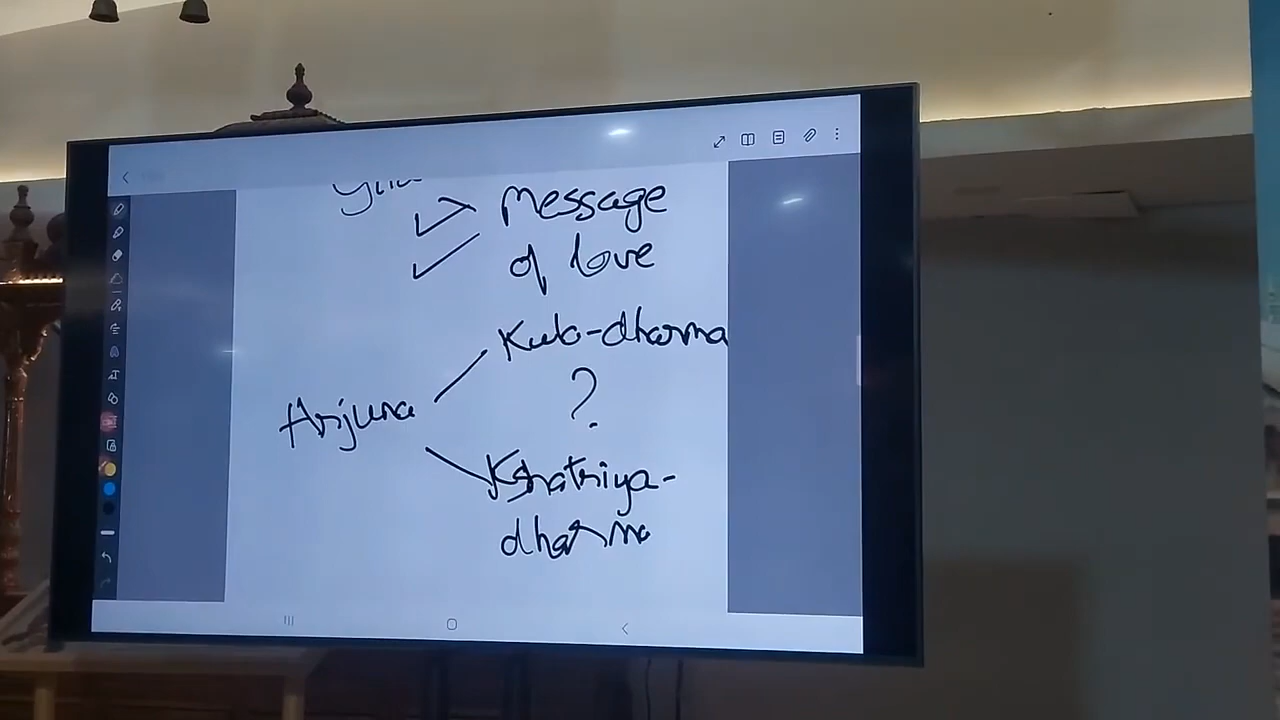 Message
of love
Kula-dharma
?
Arjuna
Kshatriya-
dharma